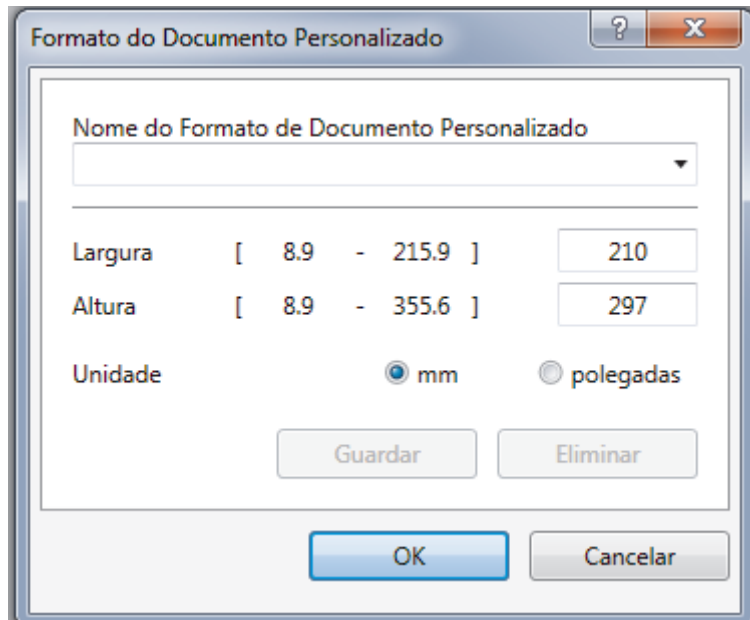 Formato do Documento Personalizado
Nome do Formato de Documento Personalizado
Largura [ 8.9 - 215.9 ] 210
Altura [ 8.9 - 355.6 ] 297
Unidade mm polegadas
Guardar Eliminar
OK Cancelar